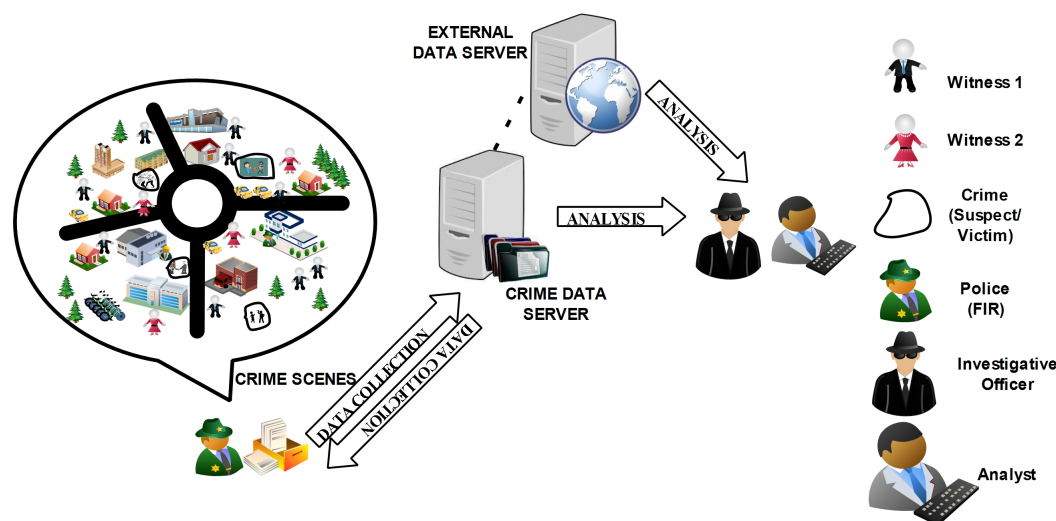 EXTERNAL
DATA SERVER
ANALYSIS
ANALYSIS
CRIME DATA
SERVER
CRIME SCENES
DATA COLLECTION
DATA COLLECTION
Witness 1
Witness 2
Crime
(Suspect/
Victim)
Police
(FIR)
Investigative
Officer
Analyst